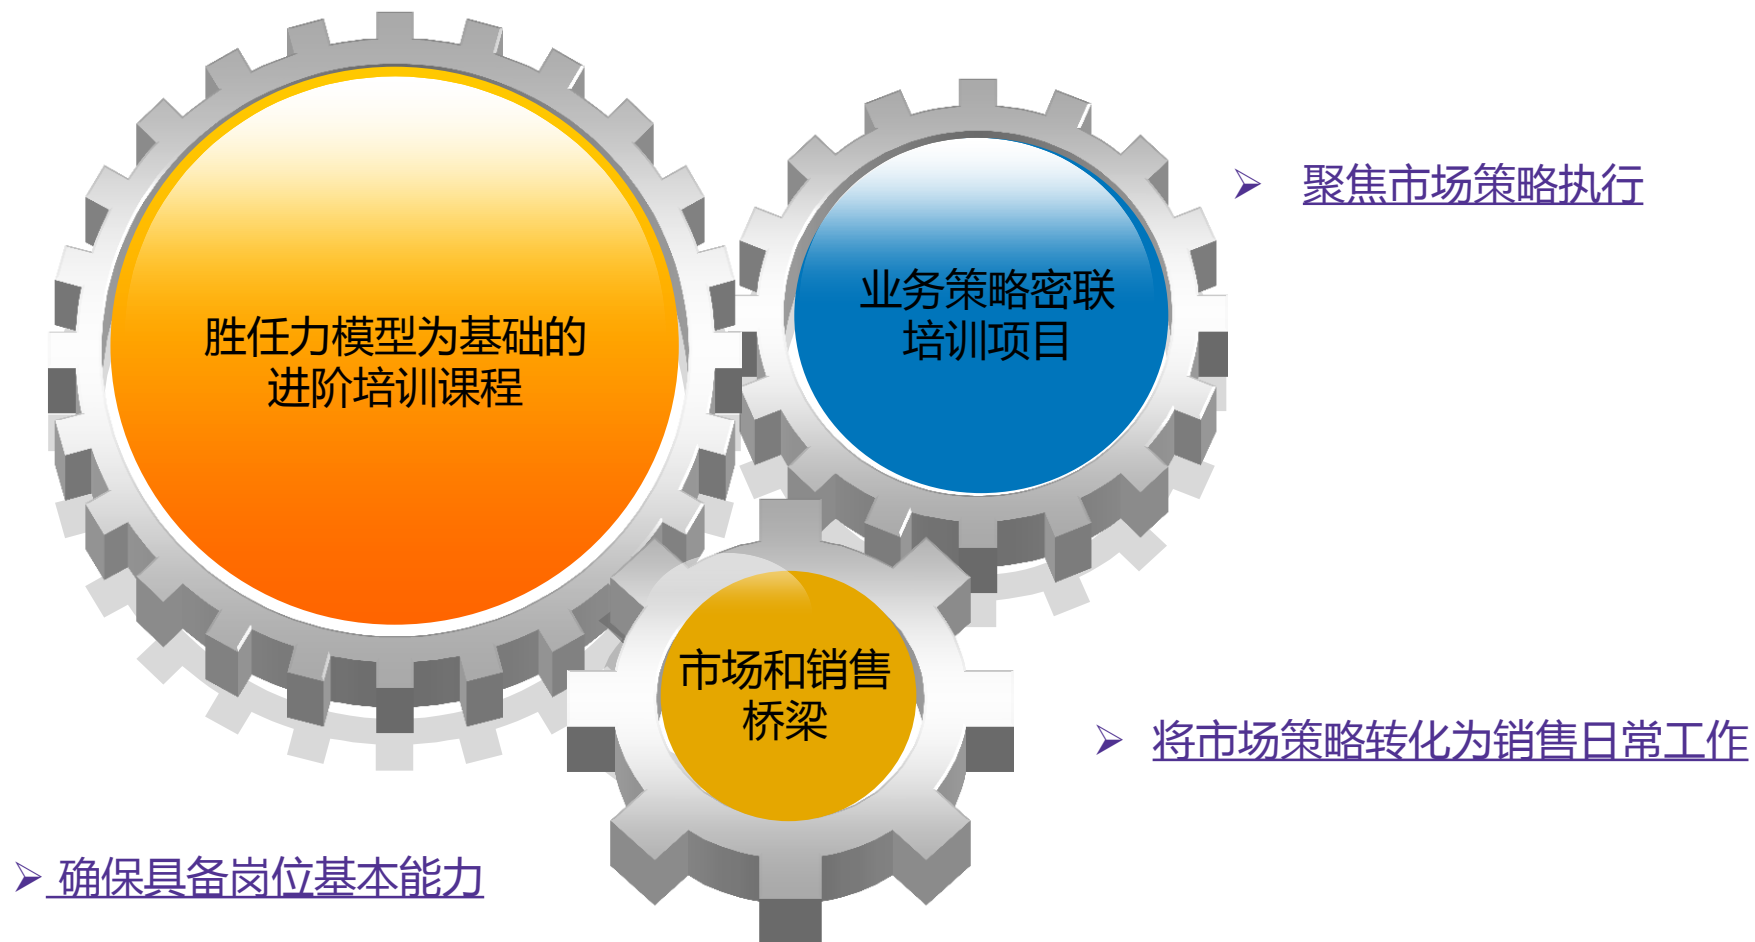 聚焦市场策略执行
业务策略密联
培训项目
胜任力模型为基础的
进阶培训课程
市场和销售
桥梁
将市场策略转化为销售日常工作
确保具备岗位基本能力